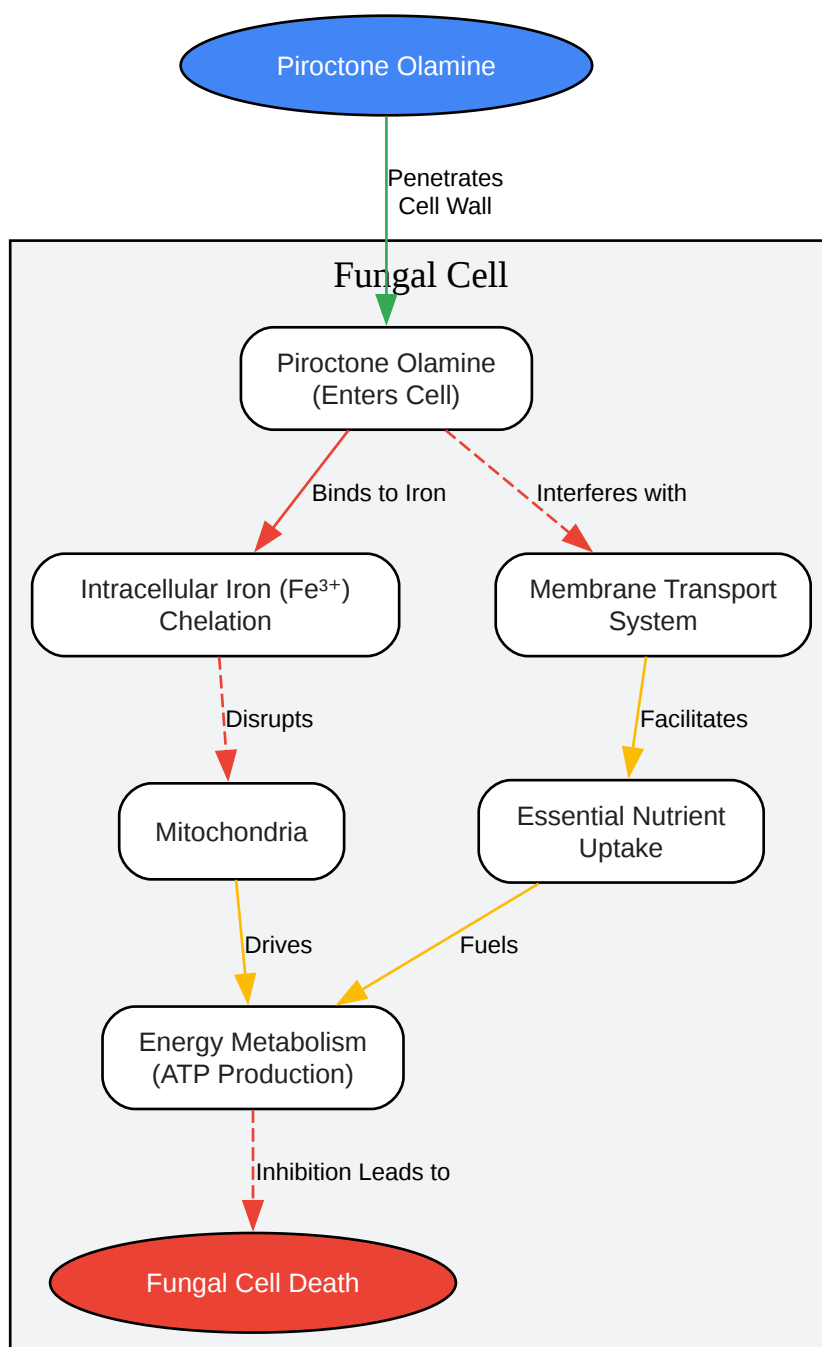 Piroctone Olamine
Penetrates
Cell Wall
Fungal Cell
Piroctone Olamine
(Enters Cell)
Binds to Iron
Interferes with
Intracellular Iron (Fe³⁺)
Chelation
Membrane Transport
System
Disrupts
Facilitates
Mitochondria
Essential Nutrient
Uptake
Drives
Fuels
Energy Metabolism
(ATP Production)
Inhibition Leads to
Fungal Cell Death